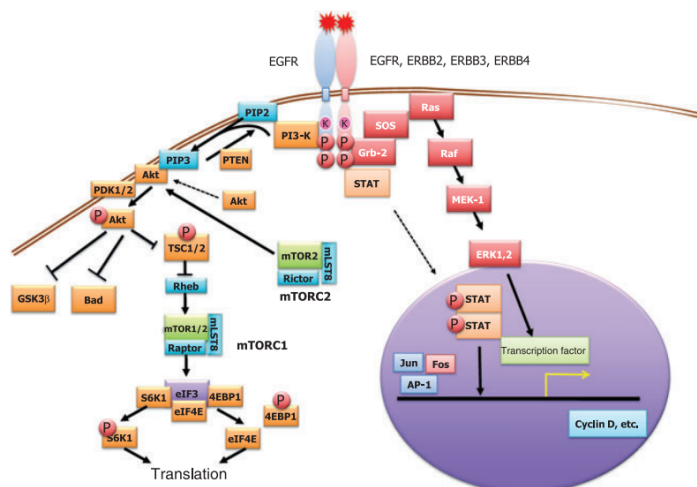 EGFR
EGFR, ERBB2, ERBB3, ERBB4
PIP2
PI3-K
K
K
P
P
P
P
SOS
Ras
Grb-2
Raf
STAT
MEK-1
ERK1,2
PIP3
PTEN
Akt
PDK1/2
Akt
P
Akt
P
TSC1/2
GSK3β
Bad
Rheb
mTOR2
mLST8
Rictor
mTORC2
mTOR1/2
mLST8
Raptor
mTORC1
S6K1
eIF3
4EBP1
eIF4E
P
4EBP1
P
S6K1
eIF4E
Translation
P
STAT
P
STAT
Transcription factor
Jun
Fos
AP-1
Cyclin D, etc.